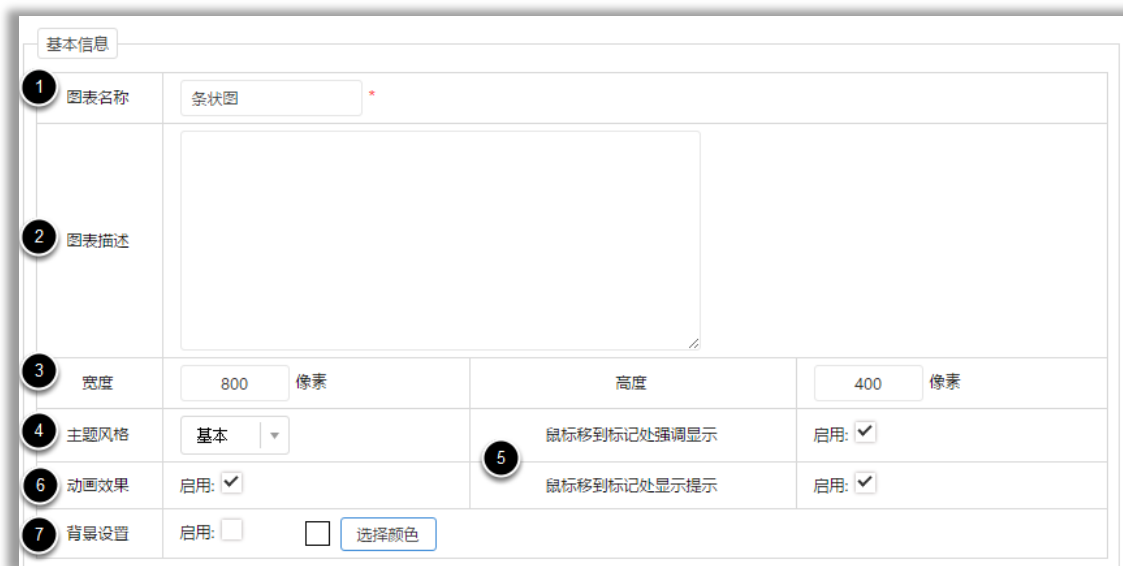 基本信息
1 图表名称 条状图 *
2 图表描述
3 宽度 800 像素 高度 400 像素
4 主题风格 基本 鼠标移到标记处强调显示 启用:
5
6 动画效果 启用: 鼠标移到标记处显示提示 启用:
7 背景设置 启用: 选择颜色